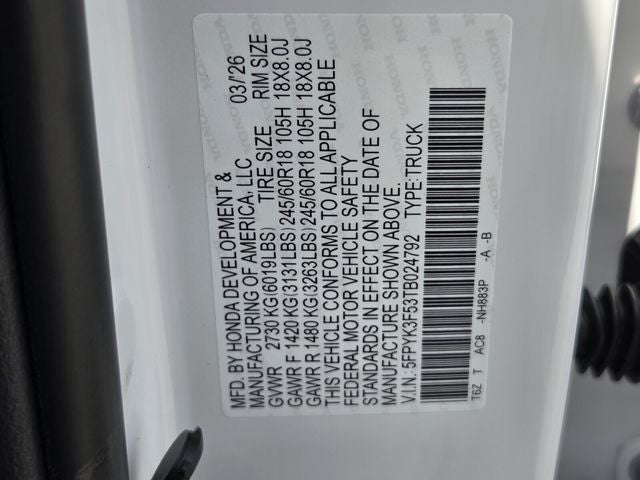 MFD. BY HONDA DEVELOPMENT & 03/'26
MANUFACTURING OF AMERICA, LLC
GVWR 2730 KG(6019LBS) TIRE SIZE RIM SIZE
GAWR F 1420 KG(3131LBS) 245/60R18 105H 18X8.0J
GAWR R 1480 KG(3263LBS) 245/60R18 105H 18X8.0J
THIS VEHICLE CONFORMS TO ALL APPLICABLE
FEDERAL MOTOR VEHICLE SAFETY
STANDARDS IN EFFECT ON THE DATE OF
MANUFACTURE SHOWN ABOVE.
V.I.N.: 5FPYK3F53TB024792 TYPE:TRUCK
T6Z T AC8 -NH883P -A -B
HONDA